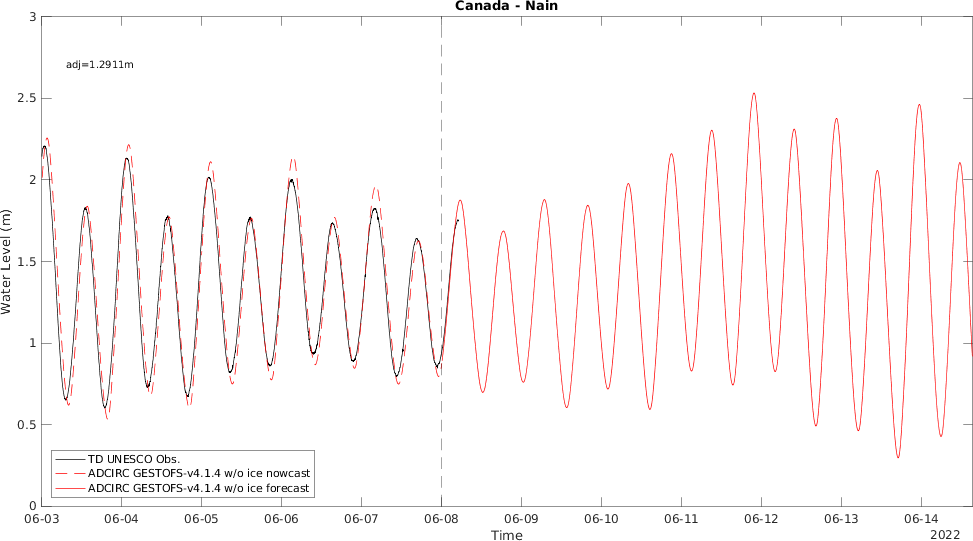 Canada - Nain
3
adj=1.2911m
2.5
2
Water Level (m)
1.5
1
0.5
TD UNESCO Obs.
ADCIRC GESTOFS-v4.1.4 w/o ice nowcast
ADCIRC GESTOFS-v4.1.4 w/o ice forecast
0
06-03 06-04 06-05 06-06 06-07 06-08 06-09 06-10 06-11 06-12 06-13 06-14
Time
2022